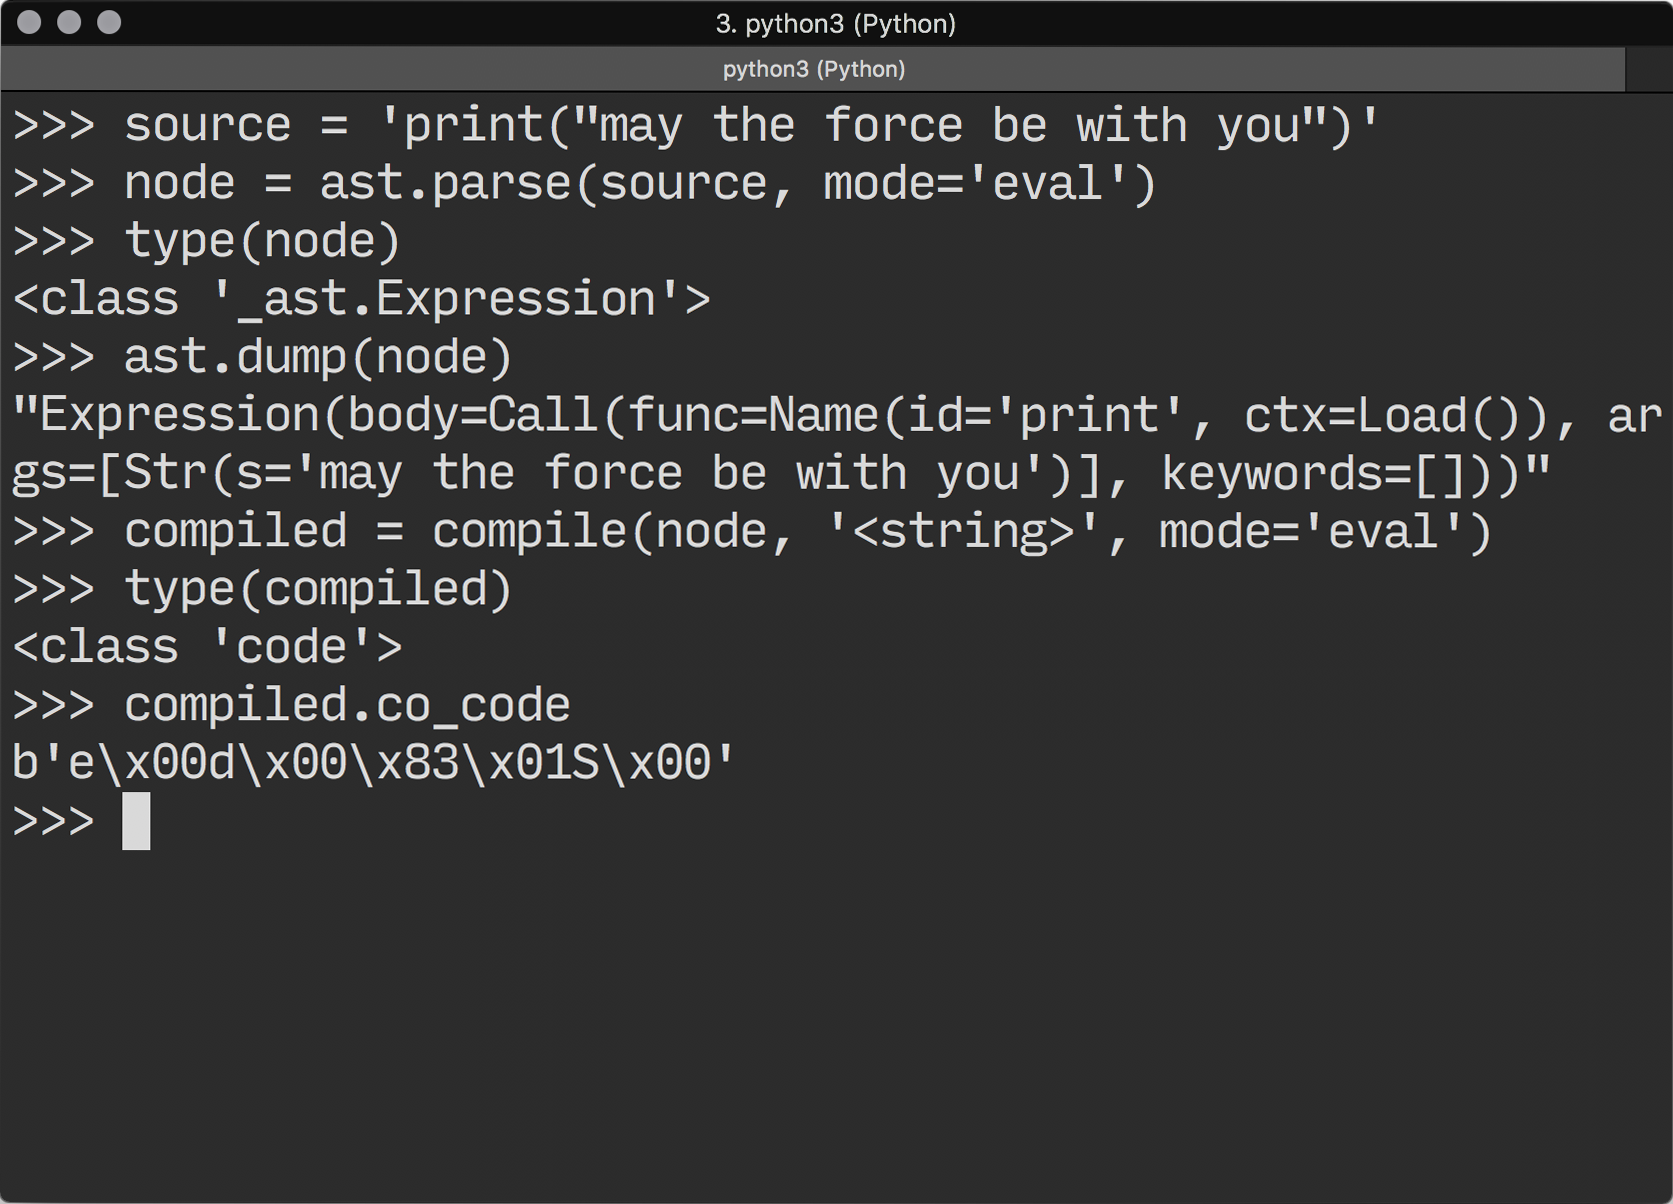 3. python3 (Python)
python3 (Python)
>>> source = 'print("may the force be with you")'
>>> node = ast.parse(source, mode='eval')
>>> type(node)
<class '_ast.Expression'>
>>> ast.dump(node)
"Expression(body=Call(func=Name(id='print', ctx=Load()), ar
gs=[Str(s='may the force be with you')], keywords=[]))"
>>> compiled = compile(node, '<string>', mode='eval')
>>> type(compiled)
<class 'code'>
>>> compiled.co_code
b'e\x00d\x00\x83\x01S\x00'
>>>